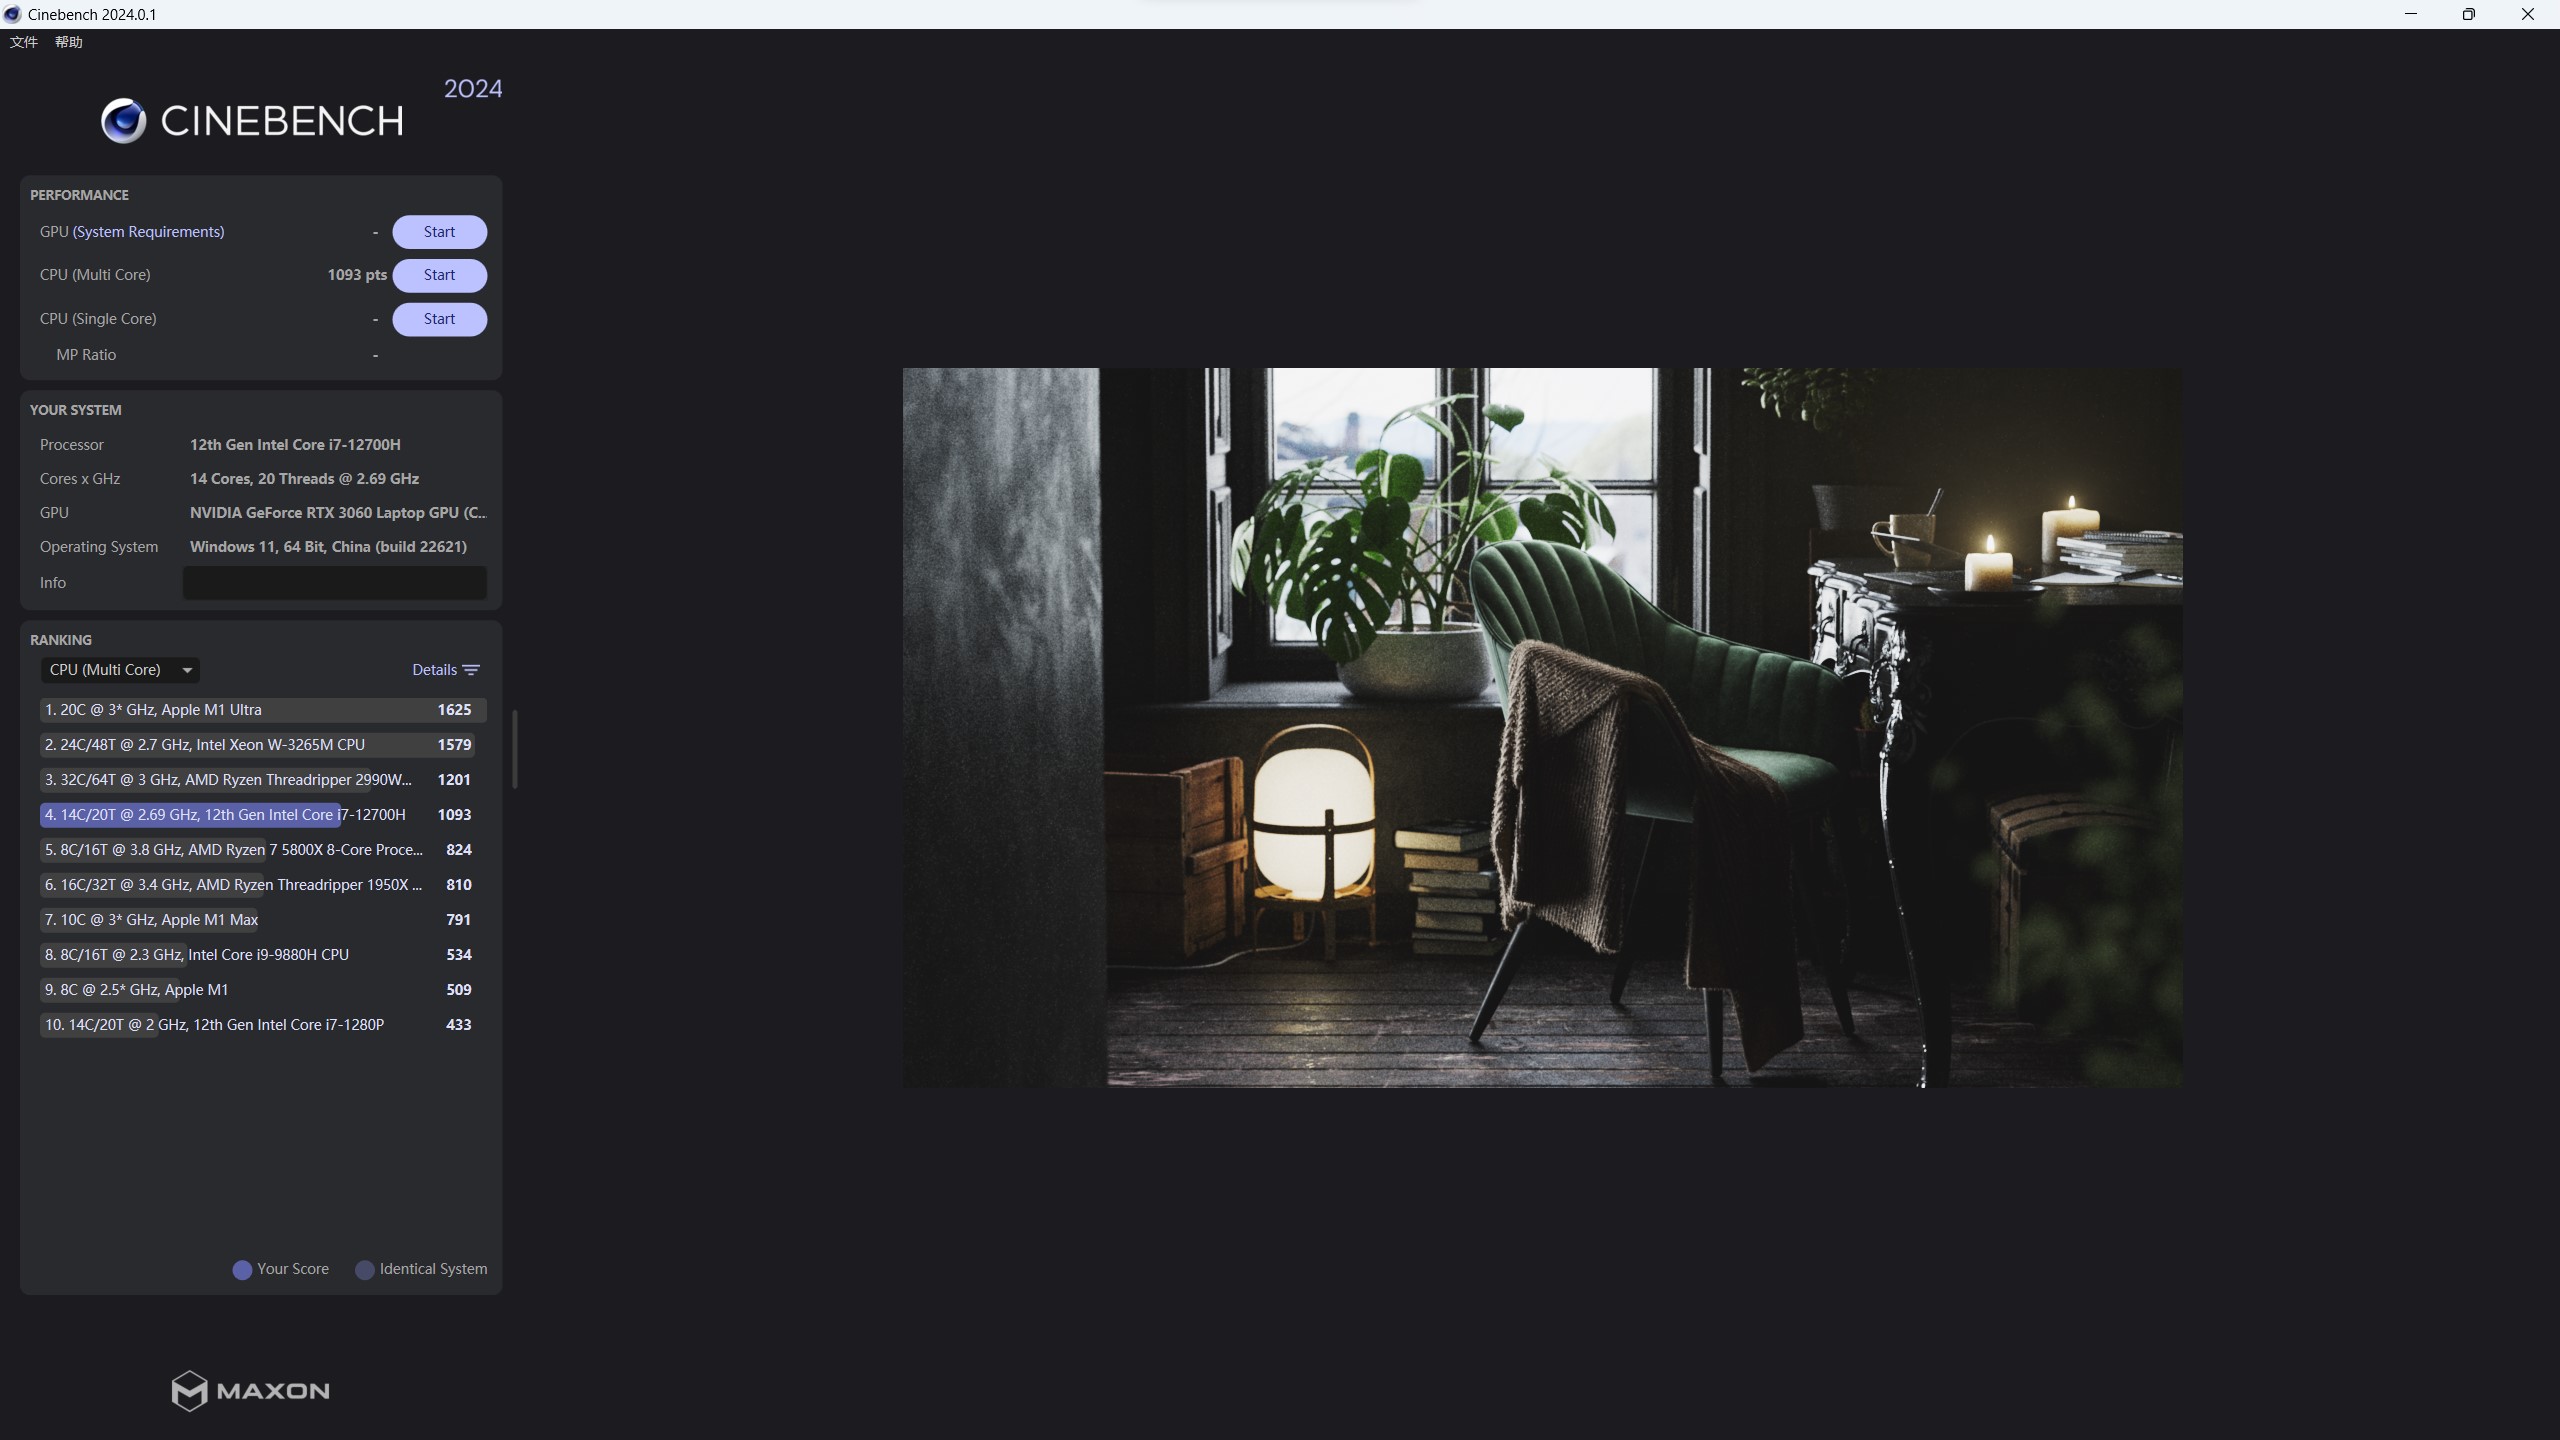 Cinebench 2024.0.1
文件 帮助
CINEBENCH 2024
PERFORMANCE
GPU (System Requirements) - Start
CPU (Multi Core) 1093 pts Start
CPU (Single Core) - Start
MP Ratio -
YOUR SYSTEM
Processor 12th Gen Intel Core i7-12700H
Cores x GHz 14 Cores, 20 Threads @ 2.69 GHz
GPU NVIDIA GeForce RTX 3060 Laptop GPU (C...
Operating System Windows 11, 64 Bit, China (build 22621)
Info
RANKING
CPU (Multi Core) Details
1. 20C @ 3* GHz, Apple M1 Ultra 1625
2. 24C/48T @ 2.7 GHz, Intel Xeon W-3265M CPU 1579
3. 32C/64T @ 3 GHz, AMD Ryzen Threadripper 2990W... 1201
4. 14C/20T @ 2.69 GHz, 12th Gen Intel Core i7-12700H 1093
5. 8C/16T @ 3.8 GHz, AMD Ryzen 7 5800X 8-Core Proce... 824
6. 16C/32T @ 3.4 GHz, AMD Ryzen Threadripper 1950X ... 810
7. 10C @ 3* GHz, Apple M1 Max 791
8. 8C/16T @ 2.3 GHz, Intel Core i9-9880H CPU 534
9. 8C @ 2.5* GHz, Apple M1 509
10. 14C/20T @ 2 GHz, 12th Gen Intel Core i7-1280P 433
Your Score Identical System
MAXON